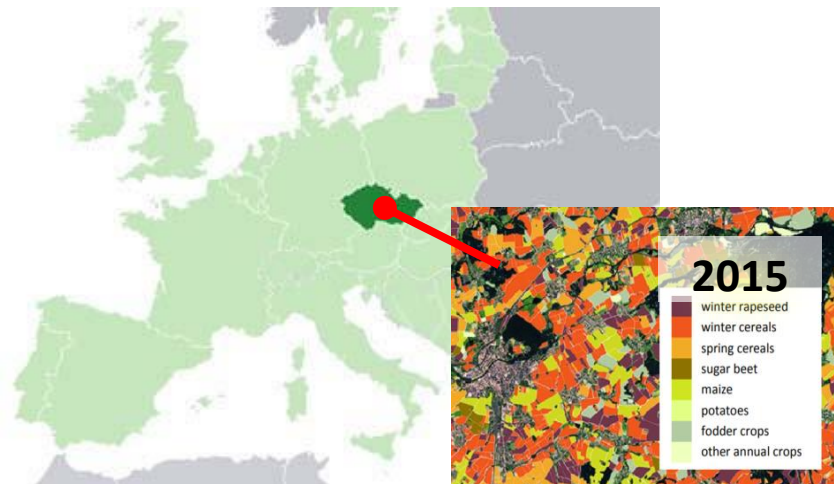 2015
winter rapeseed
winter cereals
spring cereals
sugar beet
maize
potatoes
fodder crops
other annual crops